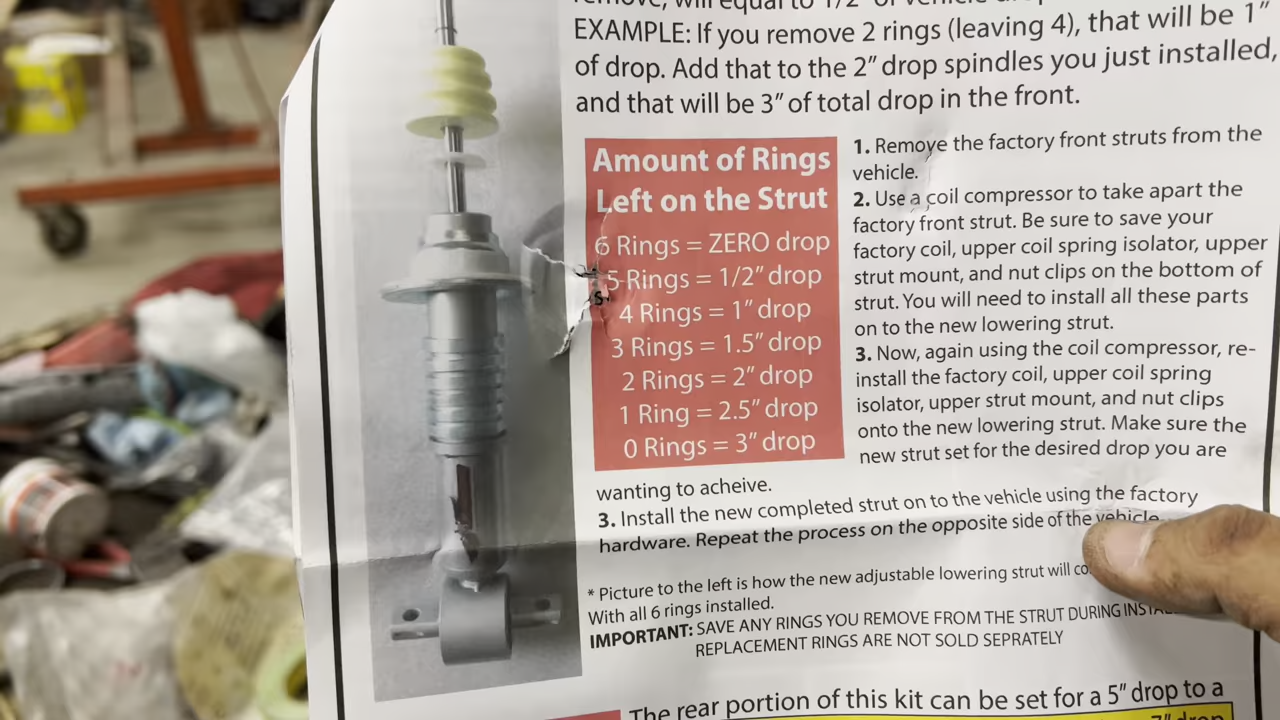 remove, will equal to 1/2" of vehicle
EXAMPLE: If you remove 2 rings (leaving 4), that will be 1"
of drop. Add that to the 2" drop spindles you just installed,
and that will be 3" of total drop in the front.
Amount of Rings
Left on the Strut
6 Rings = ZERO drop
5 Rings = 1/2" drop
4 Rings = 1" drop
3 Rings = 1.5" drop
2 Rings = 2" drop
1 Ring = 2.5" drop
0 Rings = 3" drop
1. Remove the factory front struts from the
vehicle.
2. Use a coil compressor to take apart the
factory front strut. Be sure to save your
factory coil, upper coil spring isolator, upper
strut mount, and nut clips on the bottom of
strut. You will need to install all these parts
on to the new lowering strut.
3. Now, again using the coil compressor, re-
install the factory coil, upper coil spring
isolator, upper strut mount, and nut clips
onto the new lowering strut. Make sure the
new strut set for the desired drop you are
wanting to acheive.
3. Install the new completed strut on to the vehicle using the factory
hardware. Repeat the process on the opposite side of the vehicle
* Picture to the left is how the new adjustable lowering strut will
With all 6 rings installed.
IMPORTANT: SAVE ANY RINGS YOU REMOVE FROM THE STRUT DURING
REPLACEMENT RINGS ARE NOT SOLD SEPRATELY
The rear portion of this kit can be set for a 5" drop to a
7" drop